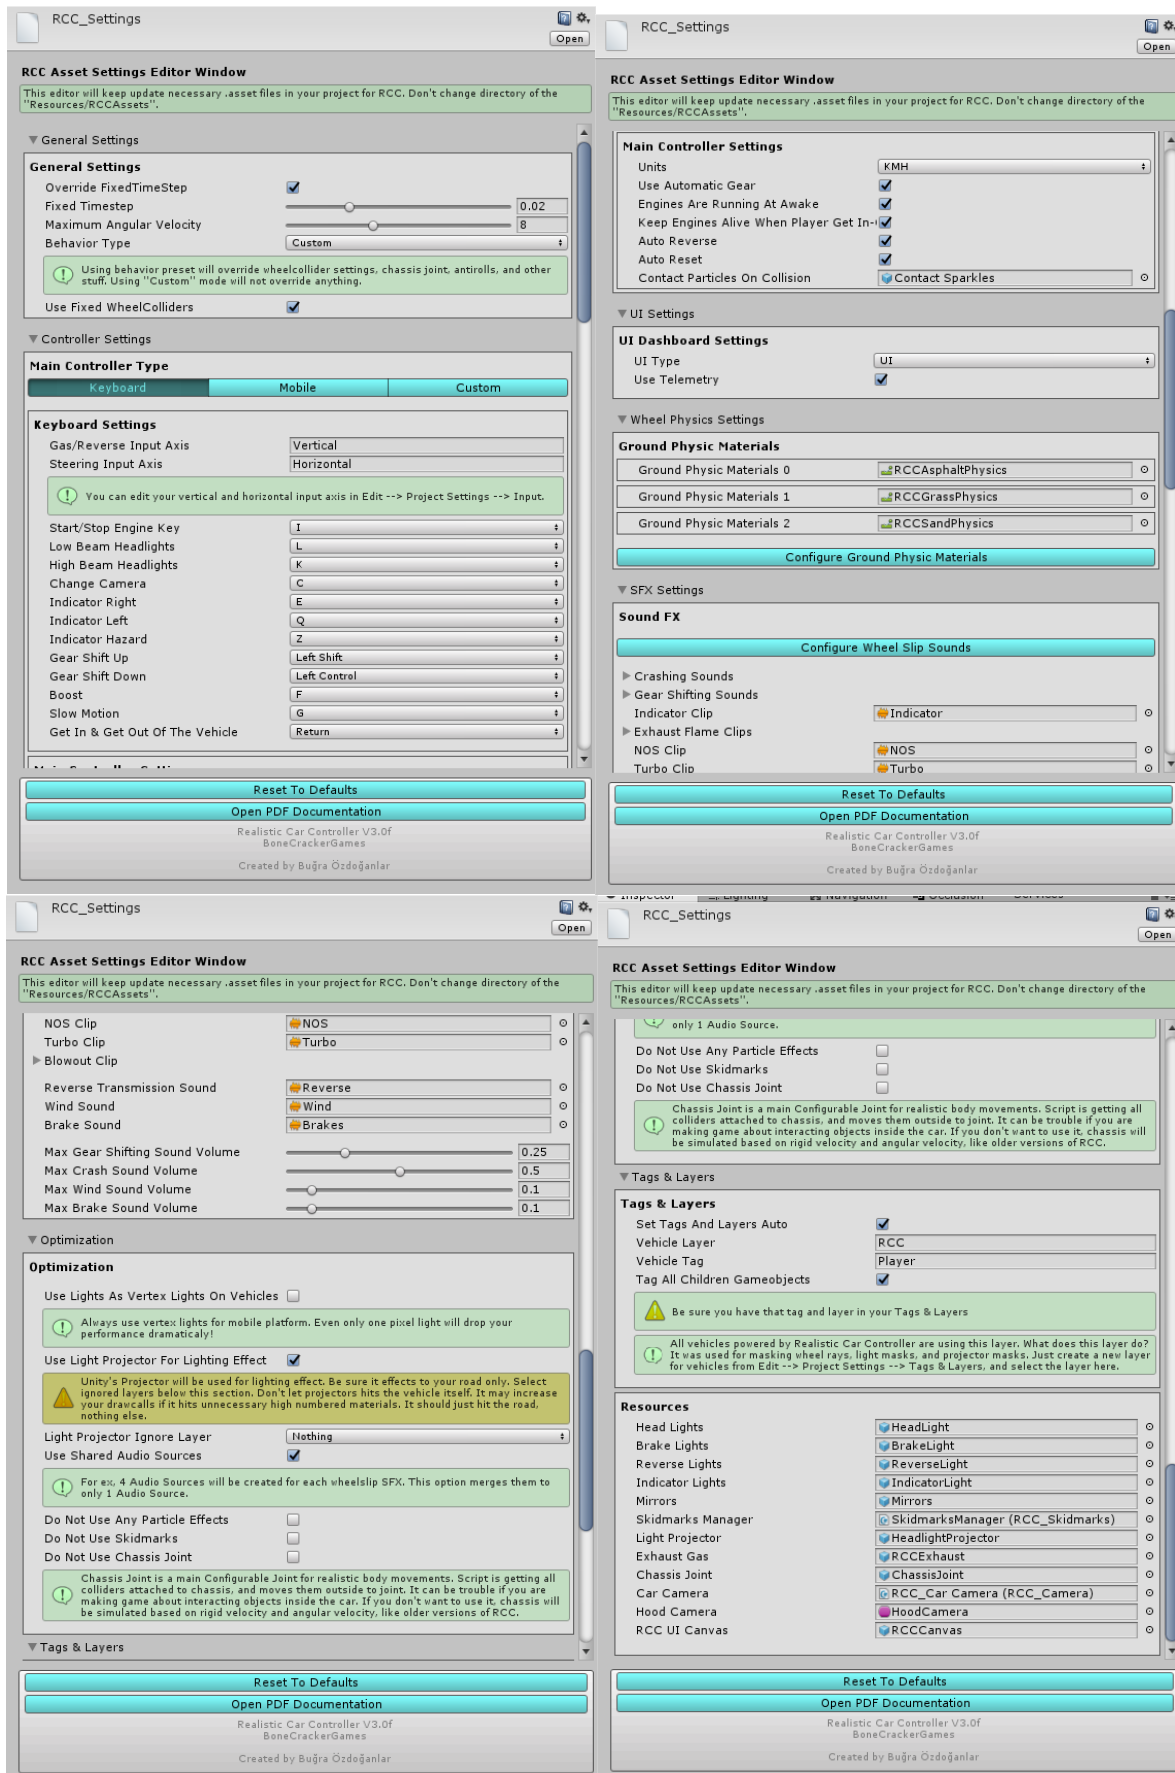 RCC_Settings
Open
RCC Asset Settings Editor Window
This editor will keep update necessary .asset files in your project for RCC. Don't change directory of the
"Resources/RCCAssets".
General Settings
General Settings
Override FixedTimeStep
Fixed Timestep 0.02
Maximum Angular Velocity 8
Behavior Type Custom
Using behavior preset will override wheelcollider settings, chassis joint, antirolls, and other
stuff. Using "Custom" mode will not override anything.
Use Fixed WheelColliders
Controller Settings
Main Controller Type
Keyboard Mobile Custom
Keyboard Settings
Gas/Reverse Input Axis Vertical
Steering Input Axis Horizontal
You can edit your vertical and horizontal input axis in Edit --> Project Settings --> Input.
Start/Stop Engine Key I
Low Beam Headlights L
High Beam Headlights K
Change Camera C
Indicator Right E
Indicator Left Q
Indicator Hazard Z
Gear Shift Up Left Shift
Gear Shift Down Left Control
Boost F
Slow Motion G
Get In & Get Out Of The Vehicle Return
Reset To Defaults
Open PDF Documentation
Realistic Car Controller V3.0f
BoneCrackerGames
Created by Buğra Özdoğanlar
RCC_Settings
Open
RCC Asset Settings Editor Window
This editor will keep update necessary .asset files in your project for RCC. Don't change directory of the
"Resources/RCCAssets".
Main Controller Settings
Units KMH
Use Automatic Gear
Engines Are Running At Awake
Keep Engines Alive When Player Get In-
Auto Reverse
Auto Reset
Contact Particles On Collision Contact Sparkles
UI Settings
UI Dashboard Settings
UI Type UI
Use Telemetry
Wheel Physics Settings
Ground Physic Materials
Ground Physic Materials 0 RCCAsphaltPhysics
Ground Physic Materials 1 RCCGrassPhysics
Ground Physic Materials 2 RCCSandPhysics
Configure Ground Physic Materials
SFX Settings
Sound FX
Configure Wheel Slip Sounds
Crashing Sounds
Gear Shifting Sounds
Indicator Clip Indicator
Exhaust Flame Clips
NOS Clip NOS
Turbo Clip Turbo
Reset To Defaults
Open PDF Documentation
Realistic Car Controller V3.0f
BoneCrackerGames
Created by Buğra Özdoğanlar
RCC_Settings
Open
RCC Asset Settings Editor Window
This editor will keep update necessary .asset files in your project for RCC. Don't change directory of the
"Resources/RCCAssets".
NOS Clip NOS
Turbo Clip Turbo
Blowout Clip
Reverse Transmission Sound Reverse
Wind Sound Wind
Brake Sound Brakes
Max Gear Shifting Sound Volume 0.25
Max Crash Sound Volume 0.5
Max Wind Sound Volume 0.1
Max Brake Sound Volume 0.1
Optimization
Optimization
Use Lights As Vertex Lights On Vehicles
Always use vertex lights for mobile platform. Even only one pixel light will drop your
performance dramaticaly!
Use Light Projector For Lighting Effect
Unity's Projector will be used for lighting effect. Be sure it effects to your road only. Select
ignored layers below this section. Don't let projectors hits the vehicle itself. It may increase
your drawcalls if it hits unnecessary high numbered materials. It should just hit the road,
nothing else.
Light Projector Ignore Layer Nothing
Use Shared Audio Sources
For ex, 4 Audio Sources will be created for each wheelslip SFX. This option merges them to
only 1 Audio Source.
Do Not Use Any Particle Effects
Do Not Use Skidmarks
Do Not Use Chassis Joint
Chassis Joint is a main Configurable Joint for realistic body movements. Script is getting all
colliders attached to chassis, and moves them outside to joint. It can be trouble if you are
making game about interacting objects inside the car. If you don't want to use it, chassis will
be simulated based on rigid velocity and angular velocity, like older versions of RCC.
Tags & Layers
Reset To Defaults
Open PDF Documentation
Realistic Car Controller V3.0f
BoneCrackerGames
Created by Buğra Özdoğanlar
Inspector Lighting Navigation Occlusion Services
RCC_Settings
Open
RCC Asset Settings Editor Window
This editor will keep update necessary .asset files in your project for RCC. Don't change directory of the
"Resources/RCCAssets".
only 1 Audio Source.
Do Not Use Any Particle Effects
Do Not Use Skidmarks
Do Not Use Chassis Joint
Chassis Joint is a main Configurable Joint for realistic body movements. Script is getting all
colliders attached to chassis, and moves them outside to joint. It can be trouble if you are
making game about interacting objects inside the car. If you don't want to use it, chassis will
be simulated based on rigid velocity and angular velocity, like older versions of RCC.
Tags & Layers
Tags & Layers
Set Tags And Layers Auto
Vehicle Layer RCC
Vehicle Tag Player
Tag All Children Gameobjects
Be sure you have that tag and layer in your Tags & Layers
All vehicles powered by Realistic Car Controller are using this layer. What does this layer do?
It was used for masking wheel rays, light masks, and projector masks. Just create a new layer
for vehicles from Edit --> Project Settings --> Tags & Layers, and select the layer here.
Resources
Head Lights HeadLight
Brake Lights BrakeLight
Reverse Lights ReverseLight
Indicator Lights IndicatorLight
Mirrors Mirrors
Skidmarks Manager SkidmarksManager (RCC_Skidmarks)
Light Projector HeadlightProjector
Exhaust Gas RCCExhaust
Chassis Joint ChassisJoint
Car Camera RCC_Car Camera (RCC_Camera)
Hood Camera HoodCamera
RCC UI Canvas RCCCanvas
Reset To Defaults
Open PDF Documentation
Realistic Car Controller V3.0f
BoneCrackerGames
Created by Buğra Özdoğanlar